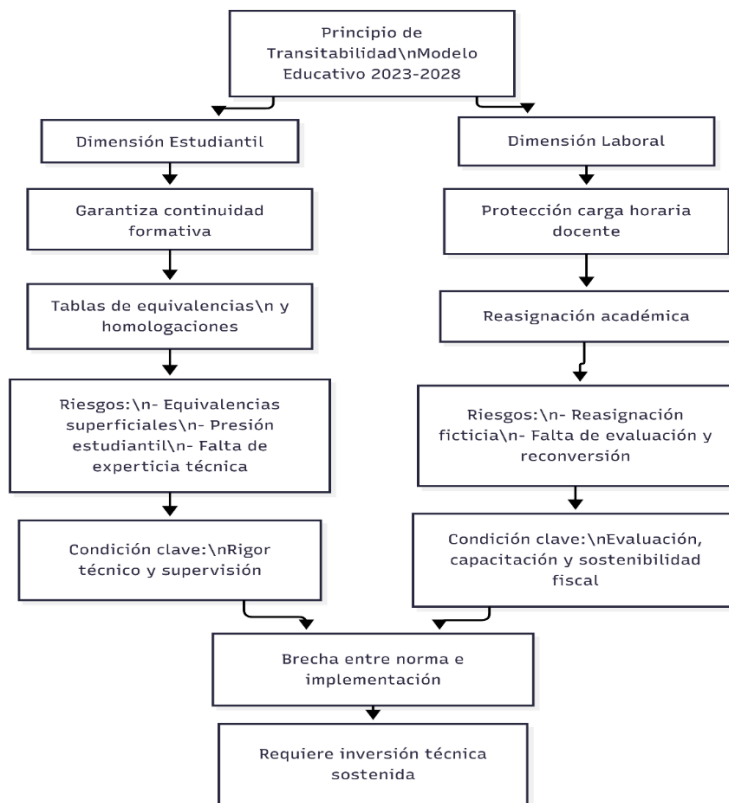 Principio de
Transitabilidad\nModelo
Educativo 2023-2028
Dimensión Estudiantil
Garantiza continuidad
formativa
Tablas de equivalencias\n y
homologaciones
Riesgos:\n- Equivalencias
superficiales\n- Presión
estudiantil\n- Falta de
experticia técnica
Condición clave:\nRigor
técnico y supervisión
Dimensión Laboral
Protección carga horaria
docente
Reasignación académica
Riesgos:\n- Reasignación
ficticia\n- Falta de evaluación y
reconversión
Condición clave:\nEvaluación,
capacitación y sostenibilidad
fiscal
Brecha entre norma e
implementación
Requiere inversión técnica
sostenida